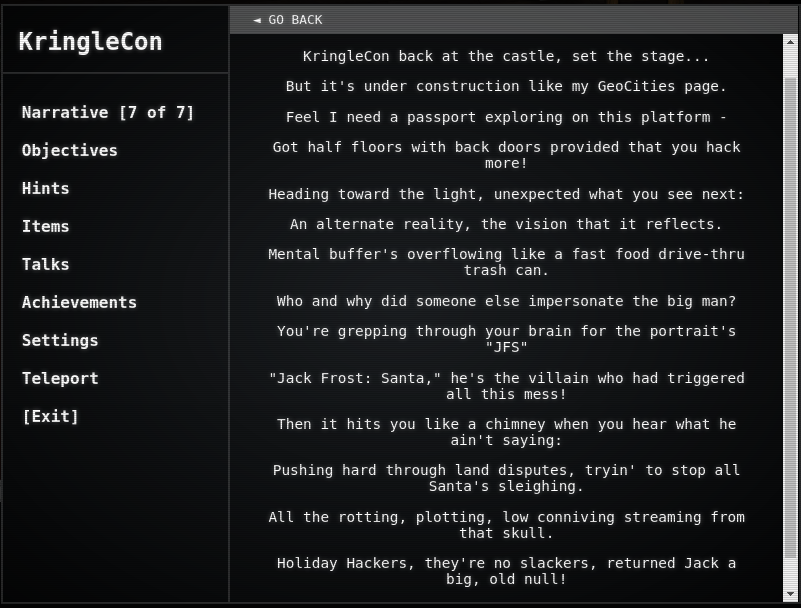 KringleCon
Narrative [7 of 7]
Objectives
Hints
Items
Talks
Achievements
Settings
Teleport
[Exit]
◄ GO BACK
KringleCon back at the castle, set the stage...
But it's under construction like my GeoCities page.
Feel I need a passport exploring on this platform -
Got half floors with back doors provided that you hack
more!
Heading toward the light, unexpected what you see next:
An alternate reality, the vision that it reflects.
Mental buffer's overflowing like a fast food drive-thru
trash can.
Who and why did someone else impersonate the big man?
You're grepping through your brain for the portrait's
"JFS"
"Jack Frost: Santa," he's the villain who had triggered
all this mess!
Then it hits you like a chimney when you hear what he
ain't saying:
Pushing hard through land disputes, tryin' to stop all
Santa's sleighing.
All the rotting, plotting, low conniving streaming from
that skull.
Holiday Hackers, they're no slackers, returned Jack a
big, old null!